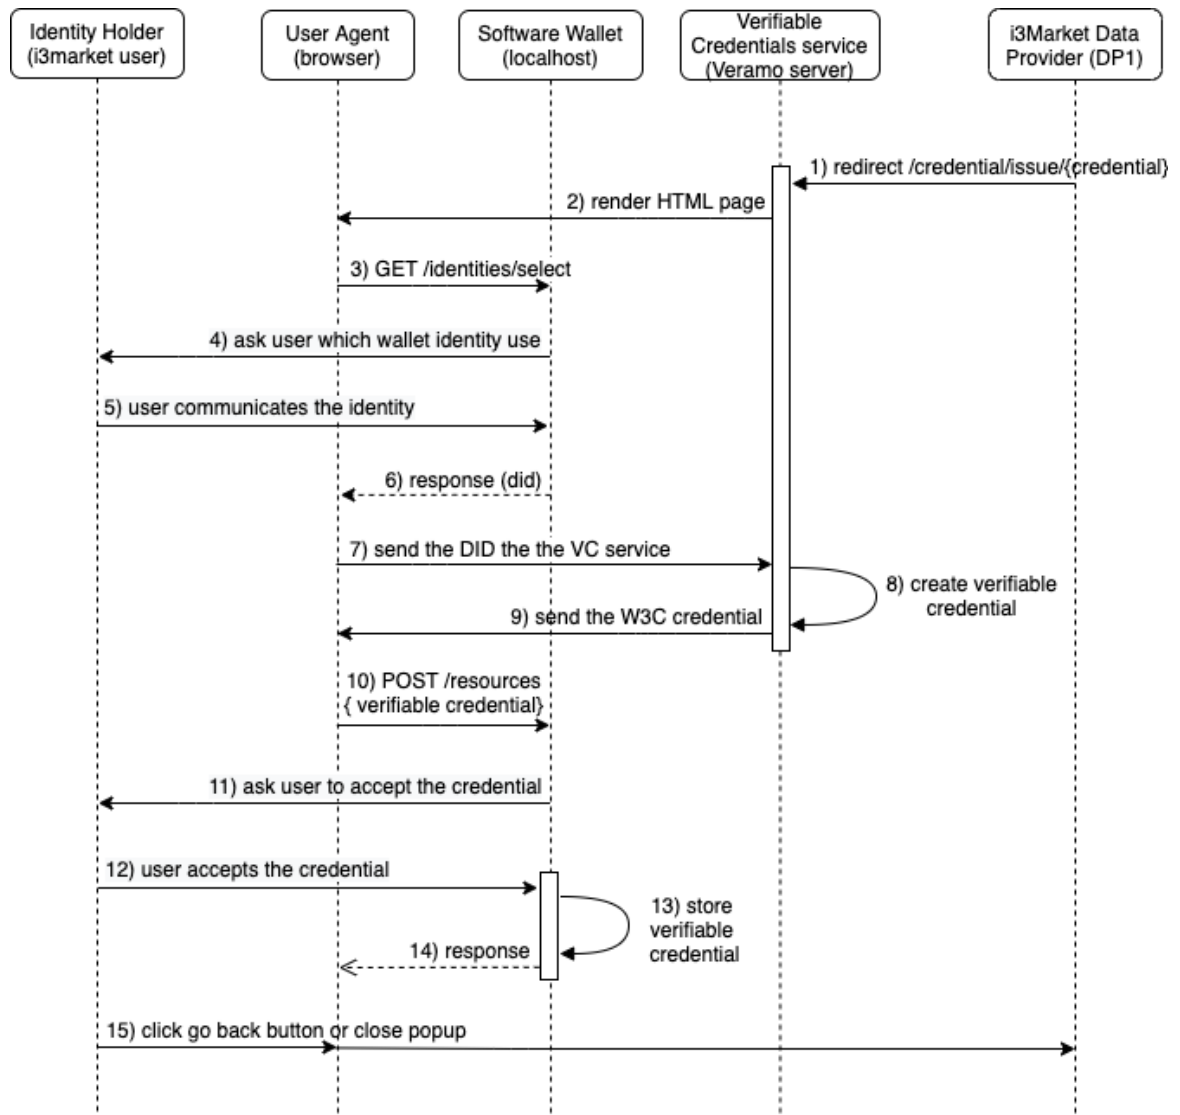 Identity Holder
(i3market user)
User Agent
(browser)
Software Wallet
(localhost)
Verifiable
Credentials service
(Veramo server)
i3Market Data
Provider (DP1)
1) redirect /credential/issue/{credential}
2) render HTML page
3) GET /identities/select
4) ask user which wallet identity use
5) user communicates the identity
6) response (did)
7) send the DID the the VC service
8) create verifiable
credential
9) send the W3C credential
10) POST /resources
{ verifiable credential}
11) ask user to accept the credential
12) user accepts the credential
13) store
verifiable
credential
14) response
15) click go back button or close popup